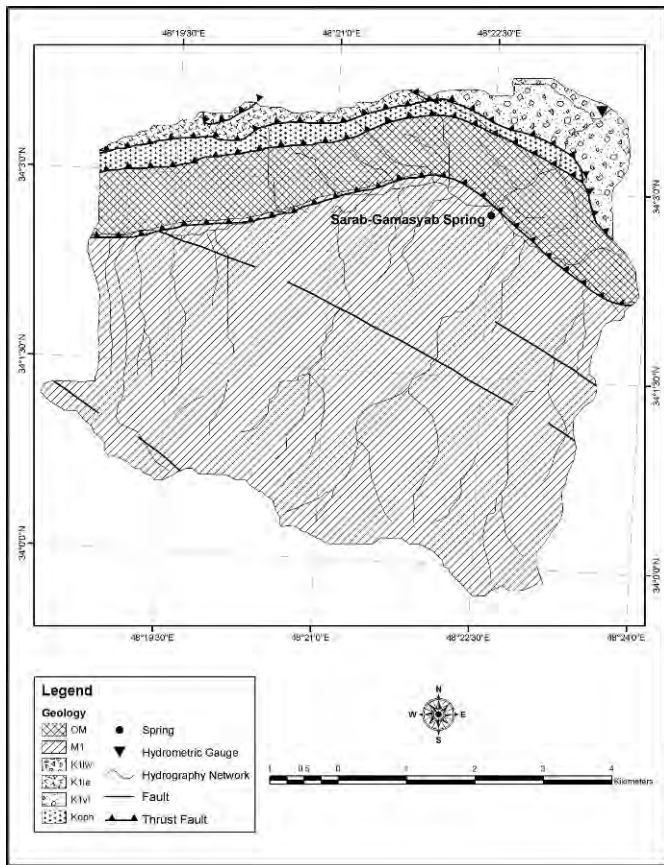 48°19'30"E
48°21'0"E
48°22'30"E
34°3'0"N
34°3'0"N
Sarab-Gamasyab Spring
34°1'30"N
34°1'30"N
34°0'0"N
34°0'0"N
48°19'30"E
48°21'0"E
48°22'30"E
48°24'0"E
Legend
Geology
OM
M1
K1la
K1vl
Koph
Spring
Hydrometric Gauge
Hydrography Network
Fault
Thrust Fault
N
W
E
S
1 0.5 0 1 2 3 4
Kilometers